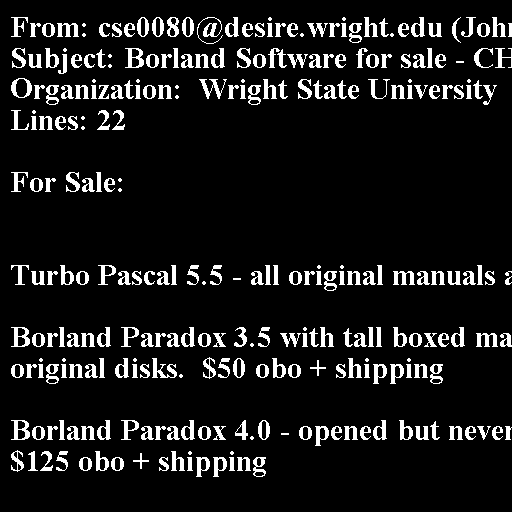 From: cse0080@desire.wright.edu (John
Subject: Borland Software for sale - CH
Organization:  Wright State University
Lines: 22
For Sale:
Turbo Pascal 5.5 - all original manuals a
Borland Paradox 3.5 with tall boxed ma
original disks.  $50 obo + shipping
Borland Paradox 4.0 - opened but never
$125 obo + shipping